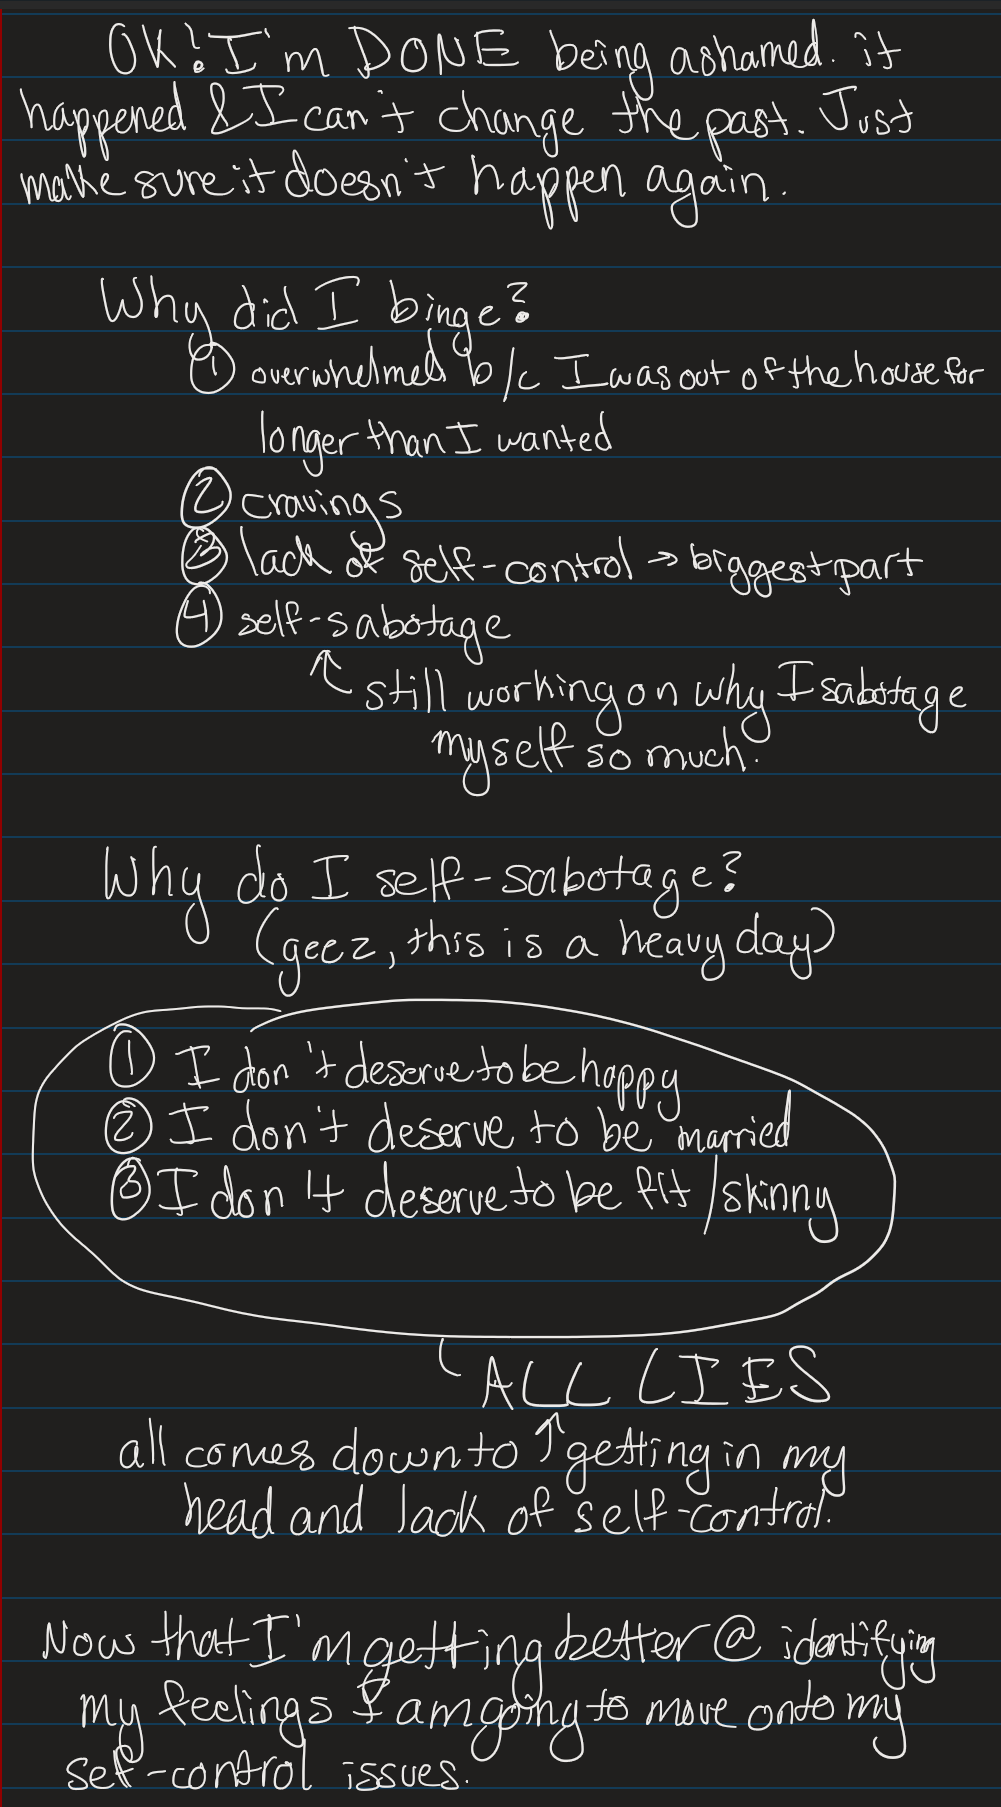 OK! I'm DONE being ashamed. it
happened & I can't change the past. Just
make sure it doesn't happen again.
Why did I binge?
① overwhelmed b/c I was out of the house for
longer than I wanted
② cravings
③ lack of self-control → biggest part
④ self-sabotage
↑ still working on why I sabotage
myself so much.
Why do I self-sabotage?
(geez, this is a heavy day)
① I don't deserve to be happy
② I don't deserve to be married
③ I don't deserve to be fit/skinny
ALL LIES
all comes down to ↑ getting in my
head and lack of self-control.
Now that I'm getting better @ identifying
my feelings I am going to move onto my
self-control issues.